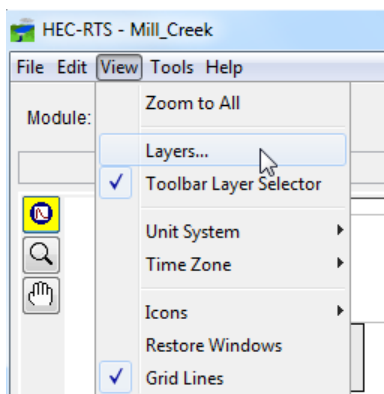 HEC-RTS - Mill_Creek
File Edit View Tools Help
Module:
Zoom to All
Layers...
Toolbar Layer Selector
Unit System
Time Zone
Icons
Restore Windows
Grid Lines